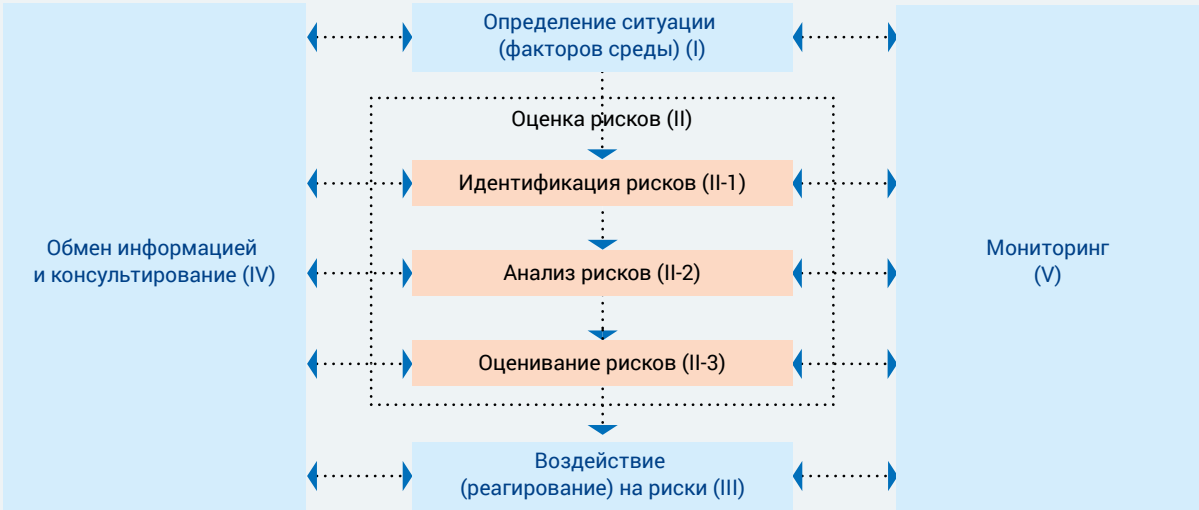 Определение ситуации
(факторов среды) (I)
Оценка рисков (II)
Идентификация рисков (II-1)
Обмен информацией
и консультирование (IV)
Анализ рисков (II-2)
Мониторинг
(V)
Оценивание рисков (II-3)
Воздействие
(реагирование) на риски (III)